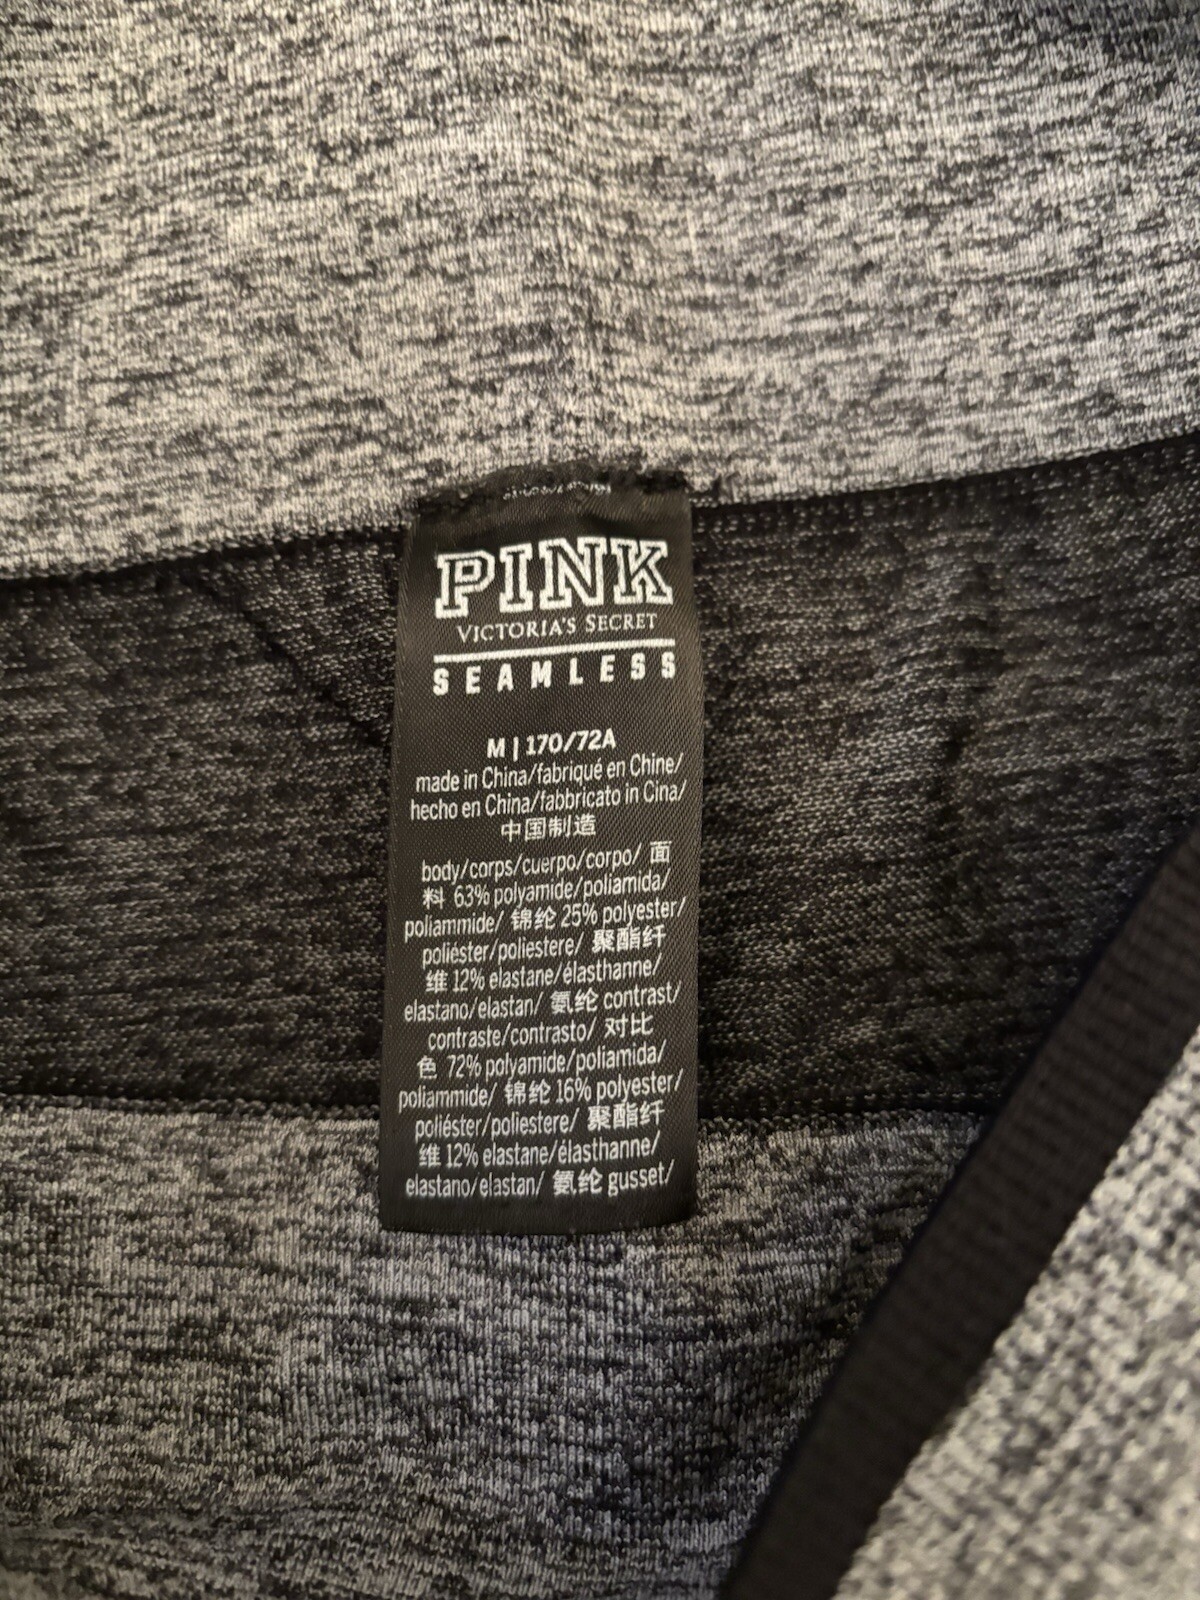 PINK
VICTORIA'S SECRET
SEAMLESS
M | 170/72A
made in China/fabriqué en Chine/
hecho en China/fabbricato in Cina/
中国制造
body/corps/cuerpo/corpo/ 面
料 63% polyamide/poliamida/
poliammide/ 锦纶 25% polyester/
poliéster/poliestere/ 聚酯纤
维 12% elastane/élasthanne/
elastano/elastan/ 氨纶 contrast/
contraste/contrasto/ 对比
色 72% polyamide/poliamida/
poliammide/ 锦纶 16% polyester/
poliéster/poliestere/ 聚酯纤
维 12% elastane/élasthanne/
elastano/elastan/ 氨纶 gusset/